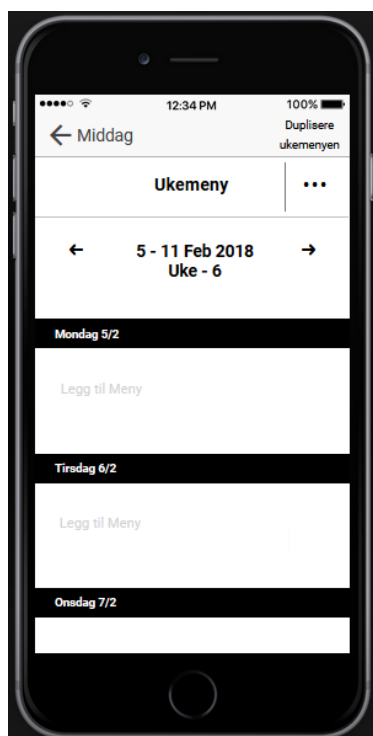 12:34 PM
100%
← Middag
Duplisere
ukemenyen
Ukemeny
•••
← 5 - 11 Feb 2018 →
Uke - 6
Mondag 5/2
Legg til Meny
Tirsdag 6/2
Legg til Meny
Onsdag 7/2